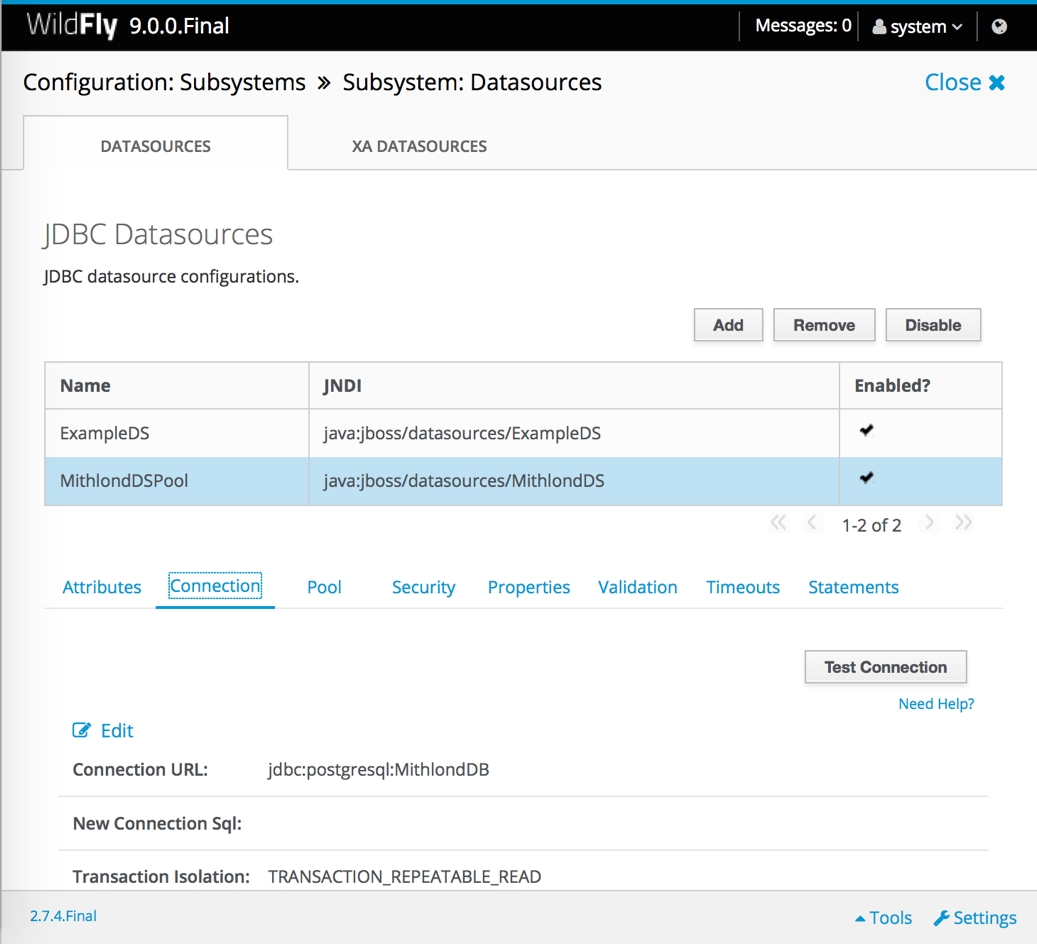 WildFly 9.0.0.Final Messages: 0 system
Configuration: Subsystems » Subsystem: Datasources Close
DATASOURCES XA DATASOURCES
JDBC Datasources
JDBC datasource configurations.
Add Remove Disable
Name JNDI Enabled?
ExampleDS java:jboss/datasources/ExampleDS
MithlondDSPool java:jboss/datasources/MithlondDS
1-2 of 2
Attributes Connection Pool Security Properties Validation Timeouts Statements
Test Connection
Need Help?
Edit
Connection URL: jdbc:postgresql:MithlondDB
New Connection Sql:
Transaction Isolation: TRANSACTION_REPEATABLE_READ
2.7.4.Final Tools Settings